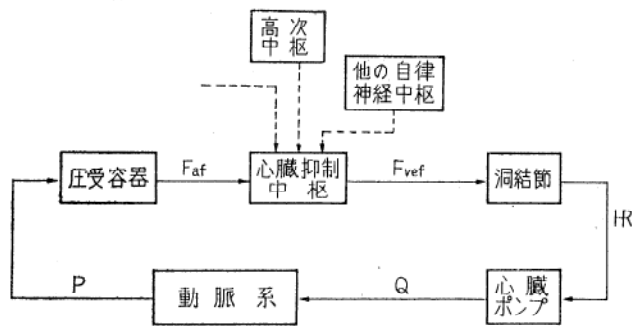 高次
中枢
他の自律
神経中枢
圧受容器
Faf
心臓抑制
中枢
Fvef
洞結節
HR
P
動脈系
Q
心臓
ポンプ